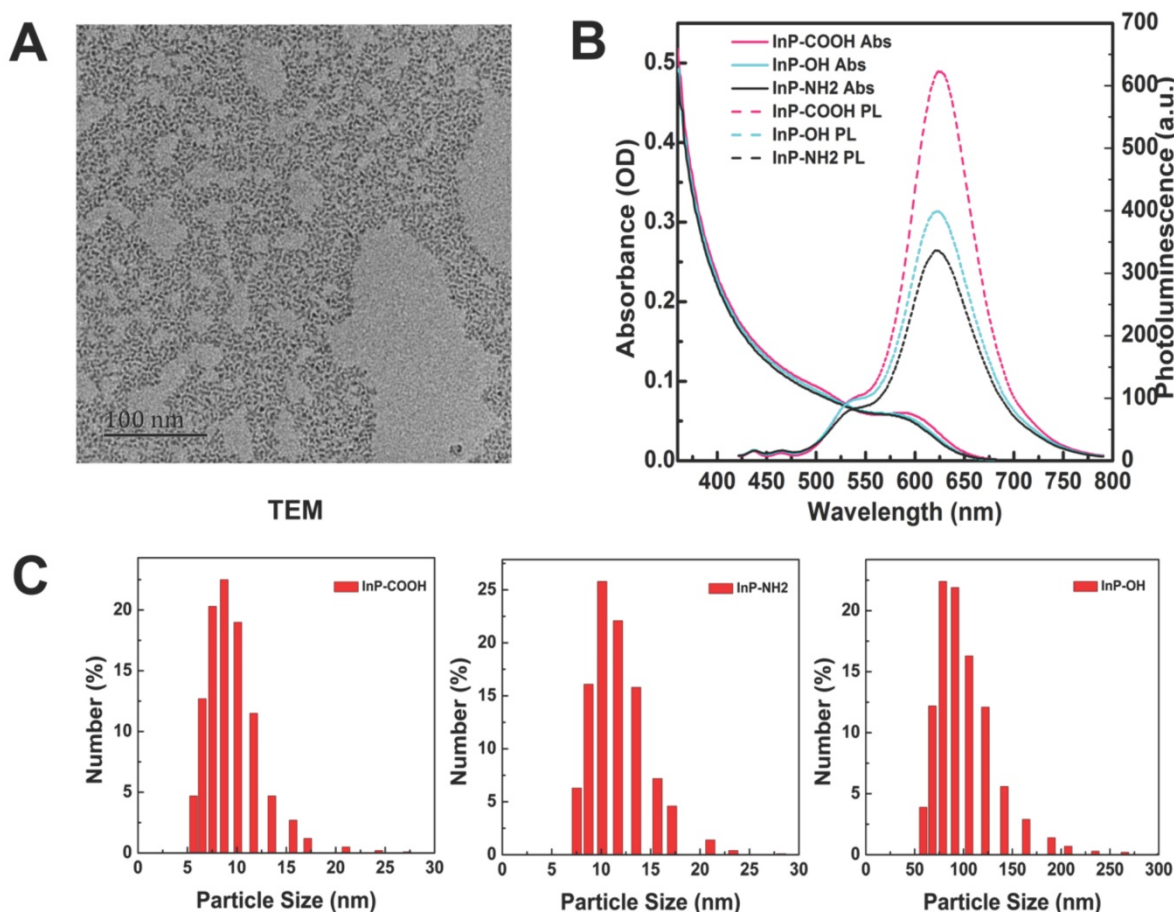 A
100 nm
TEM
B
InP-COOH Abs
InP-OH Abs
InP-NH2 Abs
InP-COOH PL
InP-OH PL
InP-NH2 PL
Absorbance (OD)
0.5
0.4
0.3
0.2
0.1
0.0
Photoluminescence (a.u.)
700
600
500
400
300
200
100
0
400 450 500 550 600 650 700 750 800
Wavelength (nm)
C
InP-COOH
Number (%)
20
15
10
5
0
0 5 10 15 20 25 30
Particle Size (nm)
InP-NH2
Number (%)
25
20
15
10
5
0
0 5 10 15 20 25 30
Particle Size (nm)
InP-OH
Number (%)
20
15
10
5
0
0 50 100 150 200 250 300
Particle Size (nm)